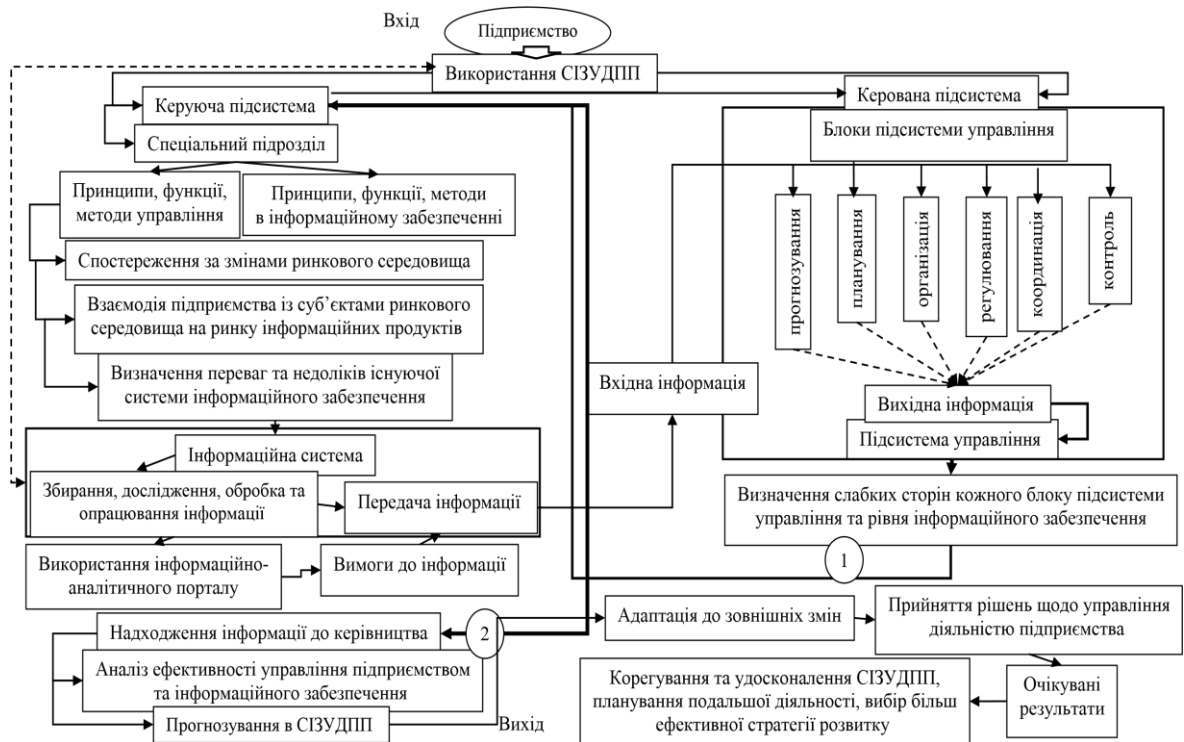 Вхід
Підприємство
Використання СІЗУДПП
Керуюча підсистема
Спеціальний підрозділ
Принципи, функції,
методи управління
Принципи, функції, методи
в інформаційному забезпеченні
Спостереження за змінами ринкового середовища
Взаємодія підприємства із суб’єктами ринкового
середовища на ринку інформаційних продуктів
Визначення переваг та недоліків існуючої
системи інформаційного забезпечення
Інформаційна система
Збирання, дослідження, обробка та
опрацювання інформації
Передача інформації
Використання інформаційно-
аналітичного порталу
Вимоги до інформації
Надходження інформації до керівництва
2
Аналіз ефективності управління підприємством
та інформаційного забезпечення
Прогнозування в СІЗУДПП
Вихід
Вхідна інформація
Керована підсистема
Блоки підсистеми управління
прогнозування
планування
організація
регулювання
координація
контроль
Вихідна інформація
Підсистема управління
Визначення слабких сторін кожного блоку підсистеми
управління та рівня інформаційного забезпечення
1
Адаптація до зовнішніх змін
Прийняття рішень щодо управління
діяльністю підприємства
Очікувані
результати
Корегування та удосконалення СІЗУДПП,
планування подальшої діяльності, вибір більш
ефективної стратегії розвитку